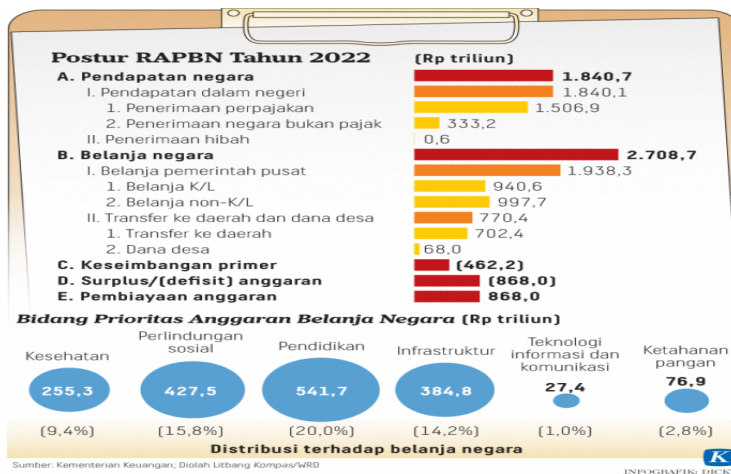 Postur RAPBN Tahun 2022 (Rp triliun)
A. Pendapatan negara 1.840,7
I. Pendapatan dalam negeri 1.840,1
1. Penerimaan perpajakan 1.506,9
2. Penerimaan negara bukan pajak 333,2
II. Penerimaan hibah 0,6
B. Belanja negara 2.708,7
I. Belanja pemerintah pusat 1.938,3
1. Belanja K/L 940,6
2. Belanja non-K/L 997,7
II. Transfer ke daerah dan dana desa 770,4
1. Transfer ke daerah 702,4
2. Dana desa 68,0
C. Keseimbangan primer (462,2)
D. Surplus/(defisit) anggaran (868,0)
E. Pembiayaan anggaran 868,0
Bidang Prioritas Anggaran Belanja Negara (Rp triliun)
Kesehatan
255,3
(9,4%)
Perlindungan
sosial
427,5
(15,8%)
Pendidikan
541,7
(20,0%)
Infrastruktur
384,8
(14,2%)
Teknologi
informasi dan
komunikasi
27,4
(1,0%)
Ketahanan
pangan
76,9
(2,8%)
Distribusi terhadap belanja negara
Sumber: Kementerian Keuangan; Diolah Litbang Kompas/WRD
K
INFOGRAFIK: DICK